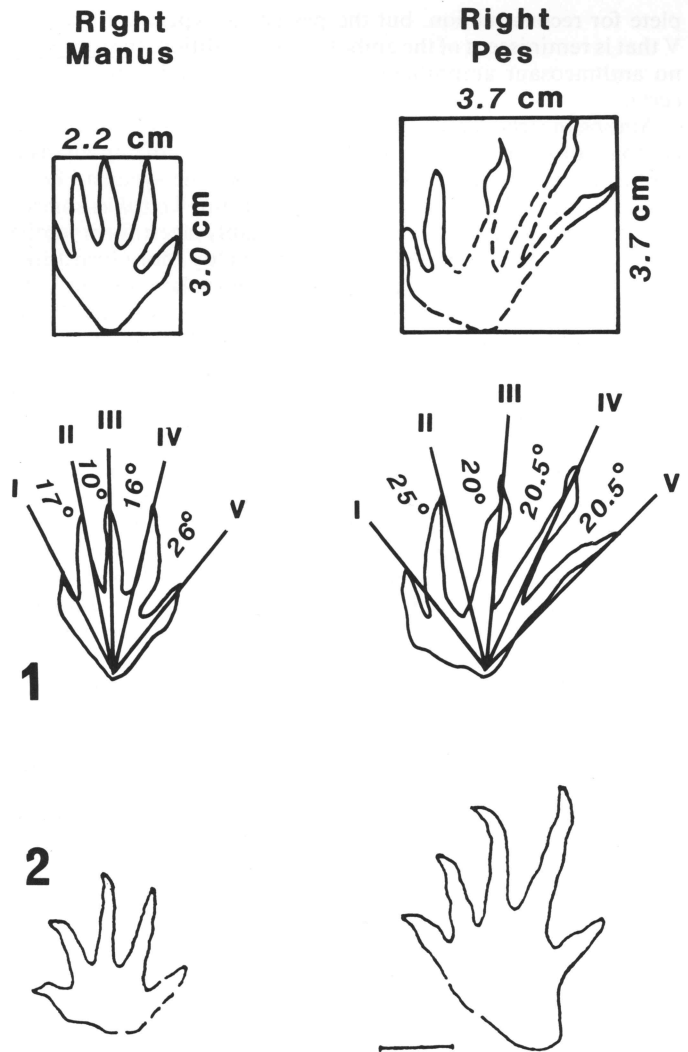 Right
Manus
Right
Pes
2.2 cm
3.0 cm
3.7 cm
3.7 cm
I
II
III
IV
V
17°
10°
16°
26°
I
II
III
IV
V
25°
20°
20.5°
20.5°
1
2